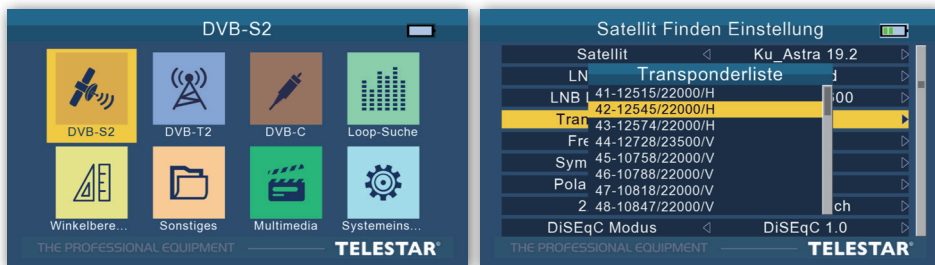 DVB-S2
DVB-S2
DVB-T2
DVB-C
Loop-Suche
Winkelbere...
Sonstiges
Multimedia
Systemeins...
THE PROFESSIONAL EQUIPMENT
TELESTAR®
Satellit Finden Einstellung
Satellit
Ku_Astra 19.2
LN
d
Transponderliste
LNB
00
41-12515/22000/H
Tran
42-12545/22000/H
43-12574/22000/H
Fre
44-12728/23500/V
Sym
45-10758/22000/V
46-10788/22000/V
Pola
47-10818/22000/V
2
48-10847/22000/V
ch
DiSEqC Modus
DiSEqC 1.0
THE PROFESSIONAL EQUIPMENT
TELESTAR®